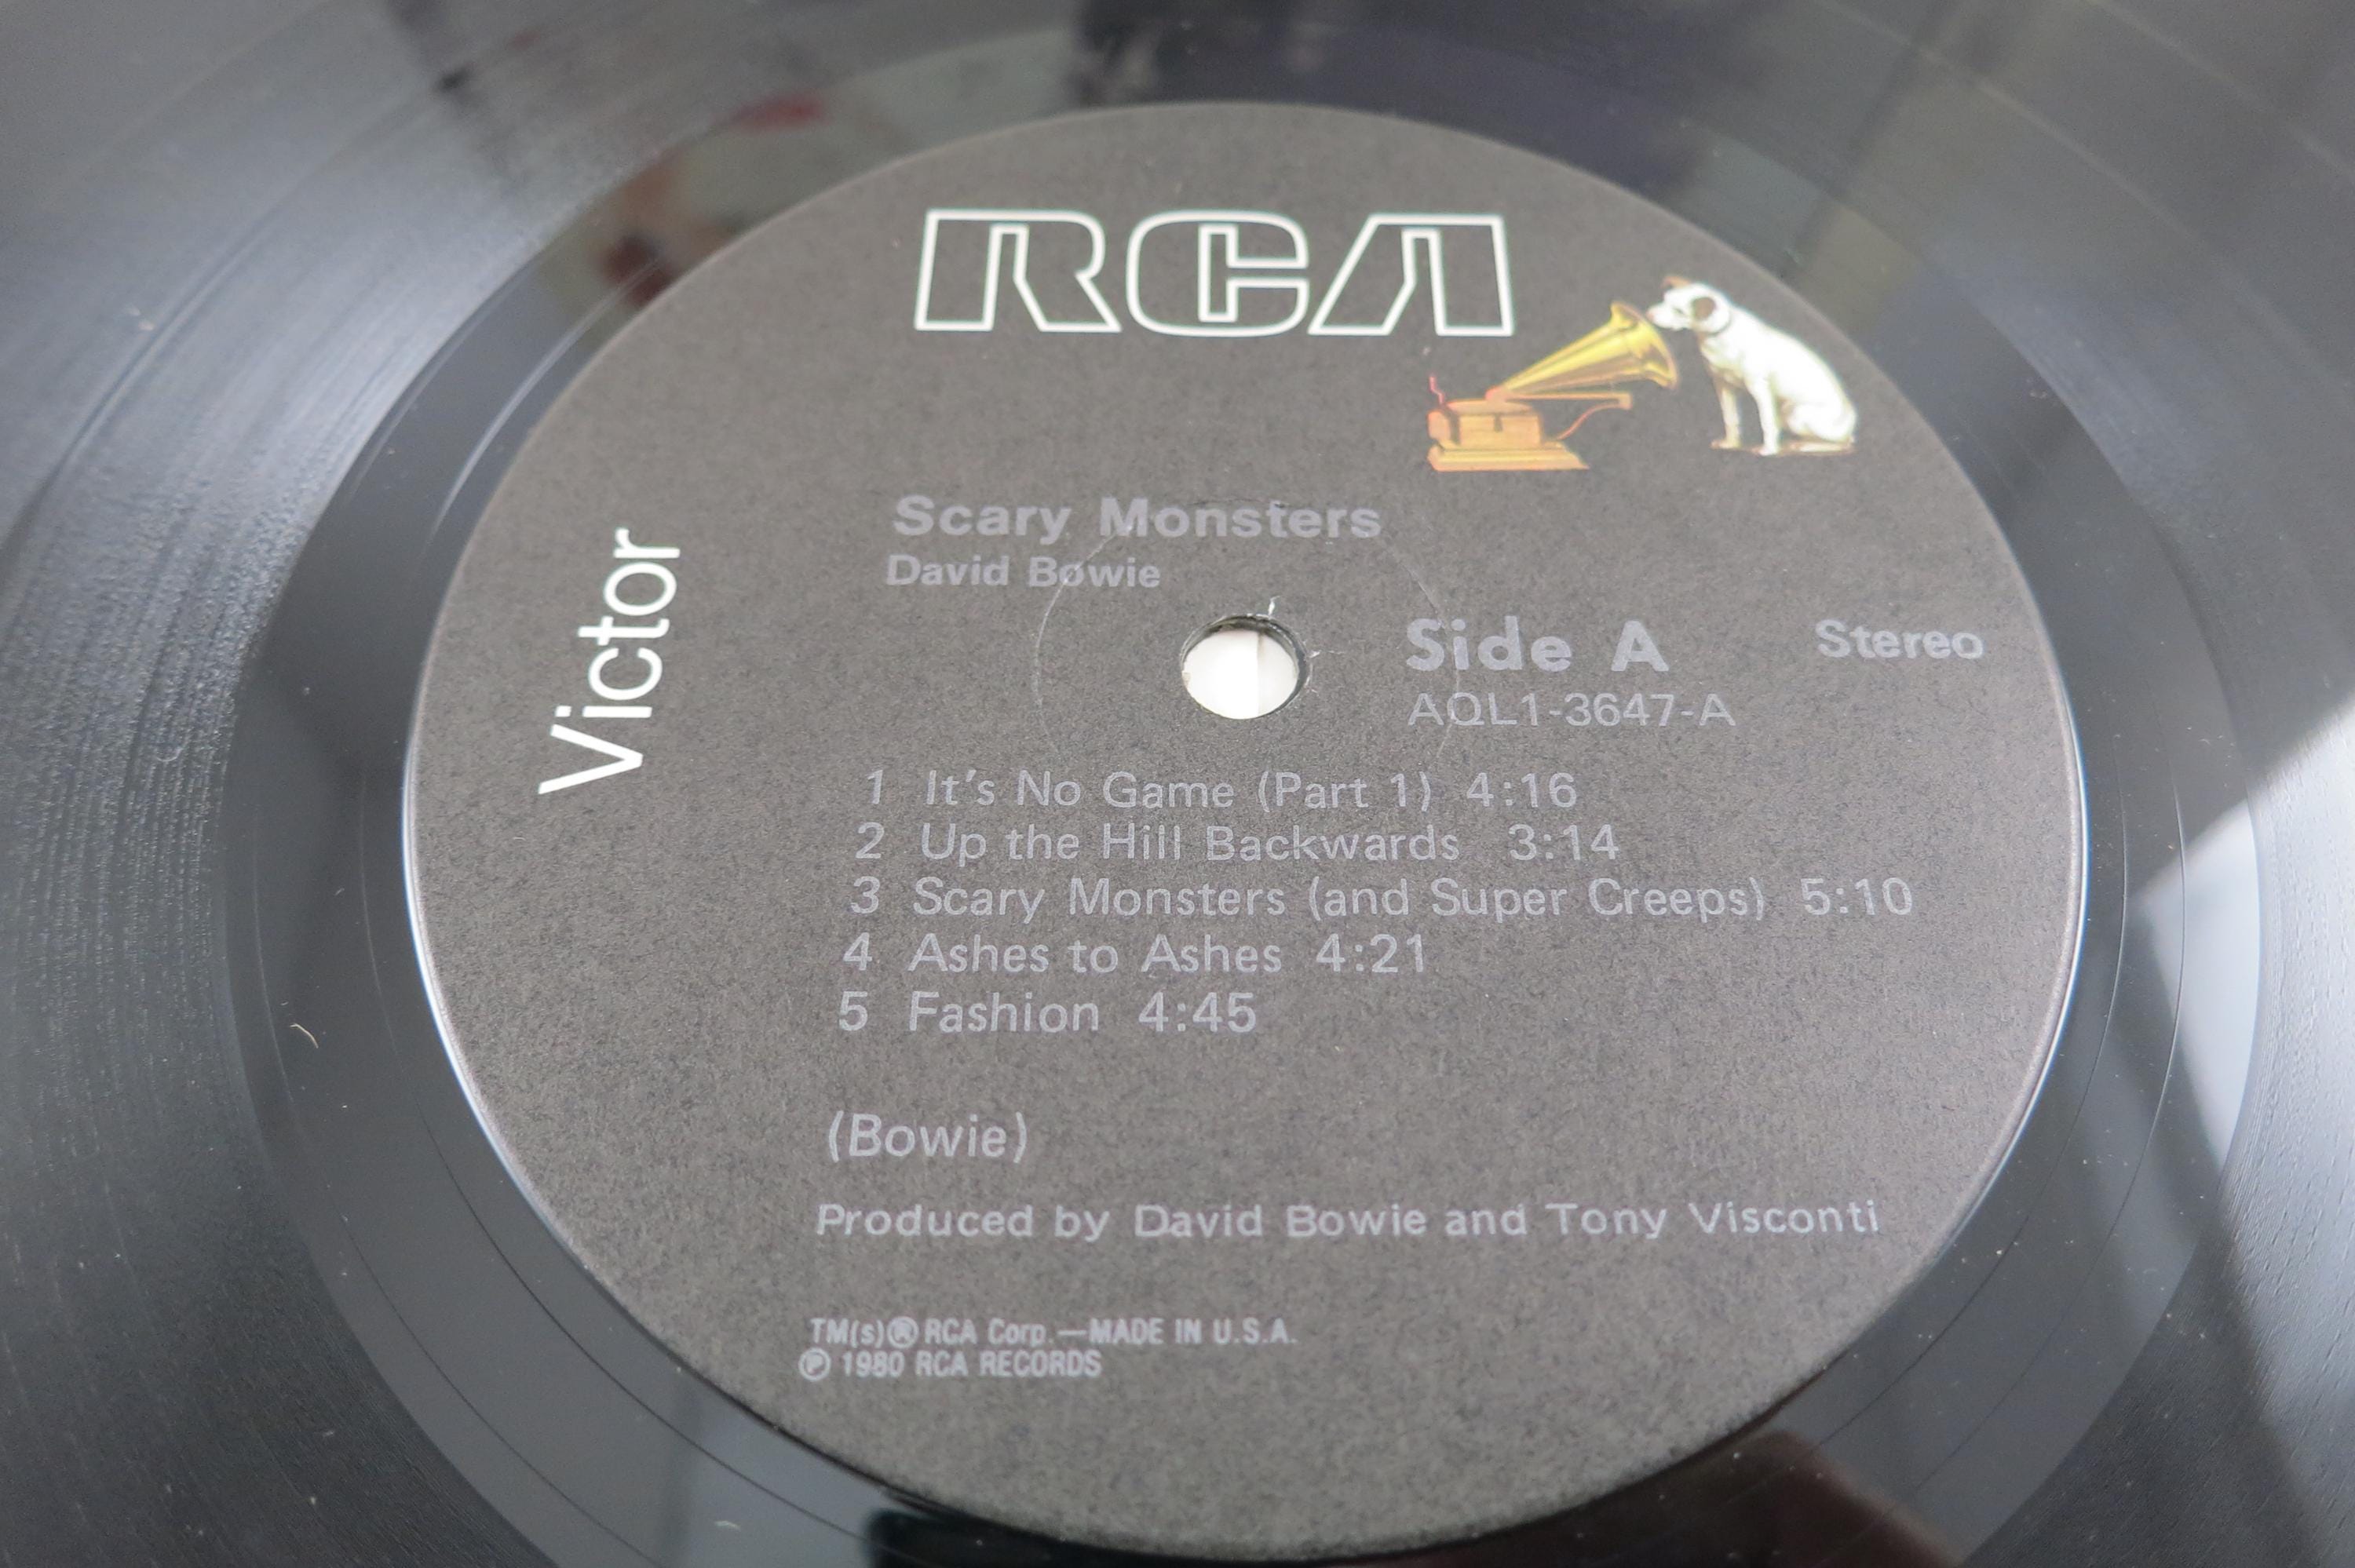 RCA
Victor
Scary Monsters
David Bowie
Side A
Stereo
AQL1-3647-A
1 It's No Game (Part 1) 4:16
2 Up the Hill Backwards 3:14
3 Scary Monsters (and Super Creeps) 5:10
4 Ashes to Ashes 4:21
5 Fashion 4:45
(Bowie)
Produced by David Bowie and Tony Visconti
TM(s)® RCA Corp.—MADE IN U.S.A.
℗ 1980 RCA RECORDS